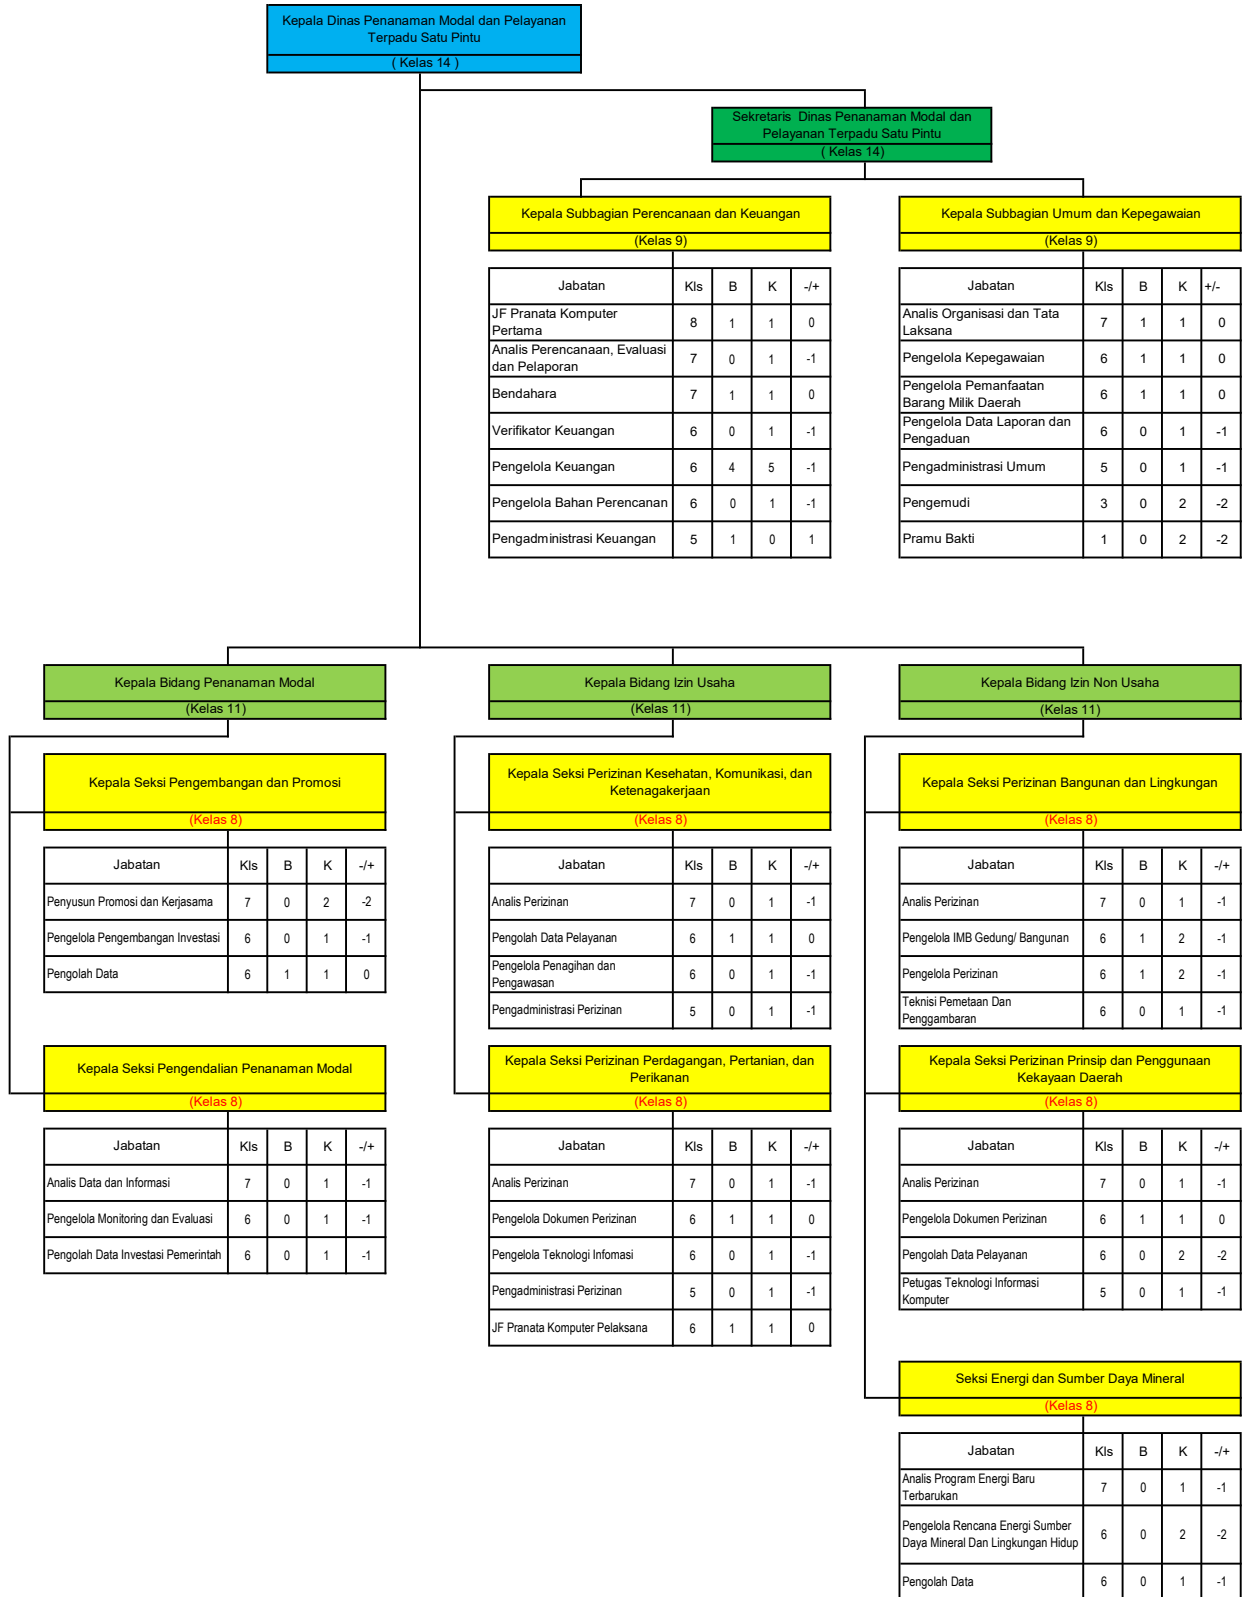 Kepala Dinas Penanaman Modal dan Pelayanan
Terpadu Satu Pintu
( Kelas 14 )
Sekretaris Dinas Penanaman Modal dan
Pelayanan Terpadu Satu Pintu
( Kelas 14)
Kepala Subbagian Perencanaan dan Keuangan
(Kelas 9)
Jabatan Kls B K -/+
JF Pranata Komputer
Pertama 8 1 1 0
Analis Perencanaan, Evaluasi
dan Pelaporan 7 0 1 -1
Bendahara 7 1 1 0
Verifikator Keuangan 6 0 1 -1
Pengelola Keuangan 6 4 5 -1
Pengelola Bahan Perencanan 6 0 1 -1
Pengadministrasi Keuangan 5 1 0 1
Kepala Subbagian Umum dan Kepegawaian
(Kelas 9)
Jabatan Kls B K +/-
Analis Organisasi dan Tata
Laksana 7 1 1 0
Pengelola Kepegawaian 6 1 1 0
Pengelola Pemanfaatan
Barang Milik Daerah 6 1 1 0
Pengelola Data Laporan dan
Pengaduan 6 0 1 -1
Pengadministrasi Umum 5 0 1 -1
Pengemudi 3 0 2 -2
Pramu Bakti 1 0 2 -2
Kepala Bidang Penanaman Modal
(Kelas 11)
Kepala Seksi Pengembangan dan Promosi
(Kelas 8)
Jabatan Kls B K -/+
Penyusun Promosi dan Kerjasama 7 0 2 -2
Pengelola Pengembangan Investasi 6 0 1 -1
Pengolah Data 6 1 1 0
Kepala Seksi Pengendalian Penanaman Modal
(Kelas 8)
Jabatan Kls B K -/+
Analis Data dan Informasi 7 0 1 -1
Pengelola Monitoring dan Evaluasi 6 0 1 -1
Pengolah Data Investasi Pemerintah 6 0 1 -1
Kepala Bidang Izin Usaha
(Kelas 11)
Kepala Seksi Perizinan Kesehatan, Komunikasi, dan
Ketenagakerjaan
(Kelas 8)
Jabatan Kls B K -/+
Analis Perizinan 7 0 1 -1
Pengolah Data Pelayanan 6 1 1 0
Pengelola Penagihan dan
Pengawasan 6 0 1 -1
Pengadministrasi Perizinan 5 0 1 -1
Kepala Seksi Perizinan Perdagangan, Pertanian, dan
Perikanan
(Kelas 8)
Jabatan Kls B K -/+
Analis Perizinan 7 0 1 -1
Pengelola Dokumen Perizinan 6 1 1 0
Pengelola Teknologi Infomasi 6 0 1 -1
Pengadministrasi Perizinan 5 0 1 -1
JF Pranata Komputer Pelaksana 6 1 1 0
Kepala Bidang Izin Non Usaha
(Kelas 11)
Kepala Seksi Perizinan Bangunan dan Lingkungan
(Kelas 8)
Jabatan Kls B K -/+
Analis Perizinan 7 0 1 -1
Pengelola IMB Gedung/ Bangunan 6 1 2 -1
Pengelola Perizinan 6 1 2 -1
Teknisi Pemetaan Dan
Penggambaran 6 0 1 -1
Kepala Seksi Perizinan Prinsip dan Penggunaan
Kekayaan Daerah
(Kelas 8)
Jabatan Kls B K -/+
Analis Perizinan 7 0 1 -1
Pengelola Dokumen Perizinan 6 1 1 0
Pengolah Data Pelayanan 6 0 2 -2
Petugas Teknologi Informasi
Komputer 5 0 1 -1
Seksi Energi dan Sumber Daya Mineral
(Kelas 8)
Jabatan Kls B K -/+
Analis Program Energi Baru
Terbarukan 7 0 1 -1
Pengelola Rencana Energi Sumber
Daya Mineral Dan Lingkungan Hidup 6 0 2 -2
Pengolah Data 6 0 1 -1